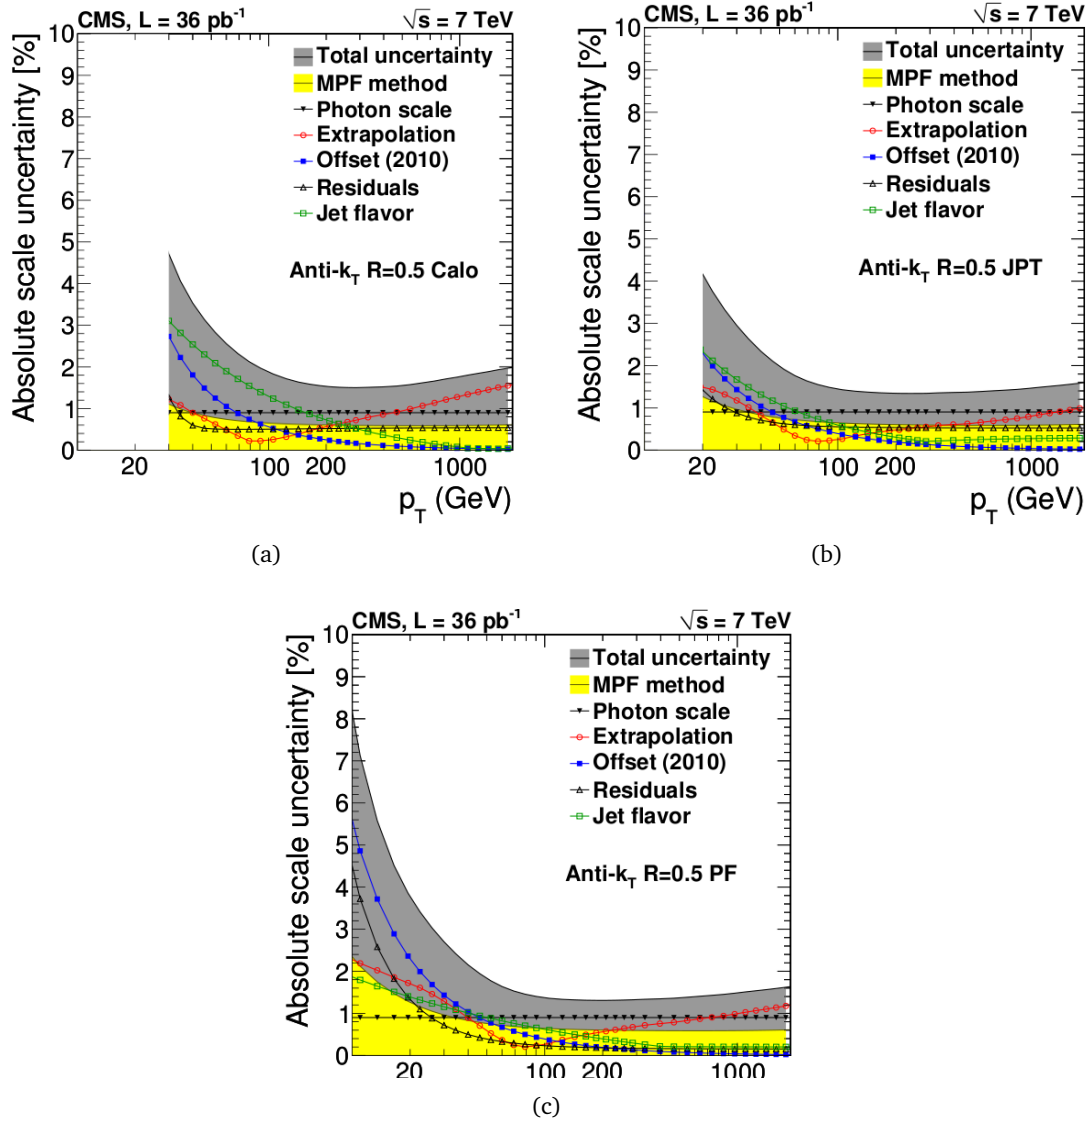 CMS, L = 36 pb⁻¹ √s = 7 TeV
Absolute scale uncertainty [%]
10
9
8
7
6
5
4
3
2
1
0
Total uncertainty
MPF method
Photon scale
Extrapolation
Offset (2010)
Residuals
Jet flavor
Anti-k_T R=0.5 Calo
20 100 200 1000
p_T (GeV)
(a)
CMS, L = 36 pb⁻¹ √s = 7 TeV
Absolute scale uncertainty [%]
10
9
8
7
6
5
4
3
2
1
0
Total uncertainty
MPF method
Photon scale
Extrapolation
Offset (2010)
Residuals
Jet flavor
Anti-k_T R=0.5 JPT
20 100 200 1000
p_T (GeV)
(b)
CMS, L = 36 pb⁻¹ √s = 7 TeV
Absolute scale uncertainty [%]
10
9
8
7
6
5
4
3
2
1
0
Total uncertainty
MPF method
Photon scale
Extrapolation
Offset (2010)
Residuals
Jet flavor
Anti-k_T R=0.5 PF
20 100 200 1000
(c)